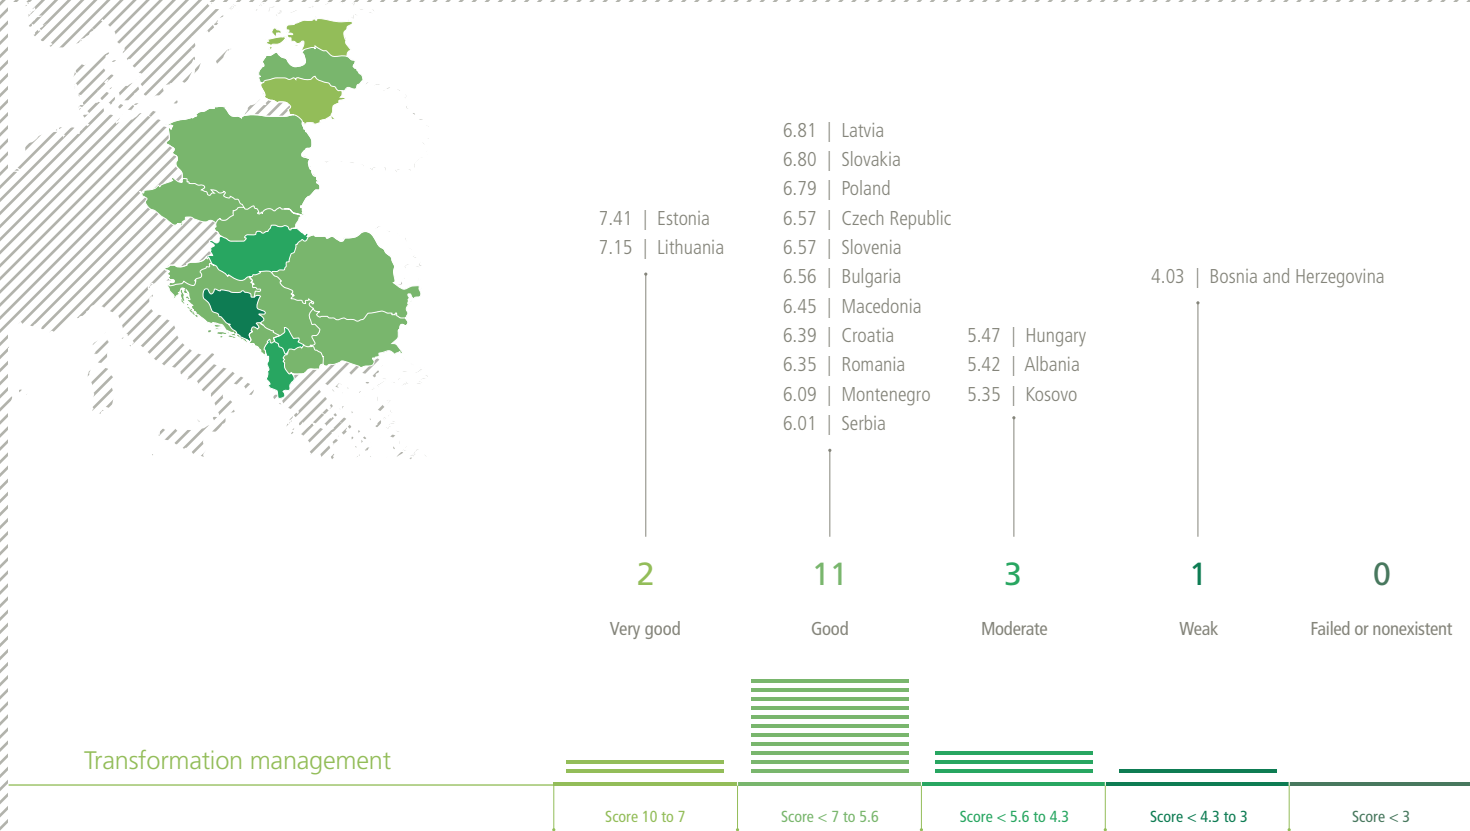 7.41 | Estonia
7.15 | Lithuania
6.81 | Latvia
6.80 | Slovakia
6.79 | Poland
6.57 | Czech Republic
6.57 | Slovenia
6.56 | Bulgaria
6.45 | Macedonia
6.39 | Croatia
6.35 | Romania
6.09 | Montenegro
6.01 | Serbia
5.47 | Hungary
5.42 | Albania
5.35 | Kosovo
4.03 | Bosnia and Herzegovina
2
11
3
1
0
Very good
Good
Moderate
Weak
Failed or nonexistent
Transformation management
Score 10 to 7
Score < 7 to 5.6
Score < 5.6 to 4.3
Score < 4.3 to 3
Score < 3